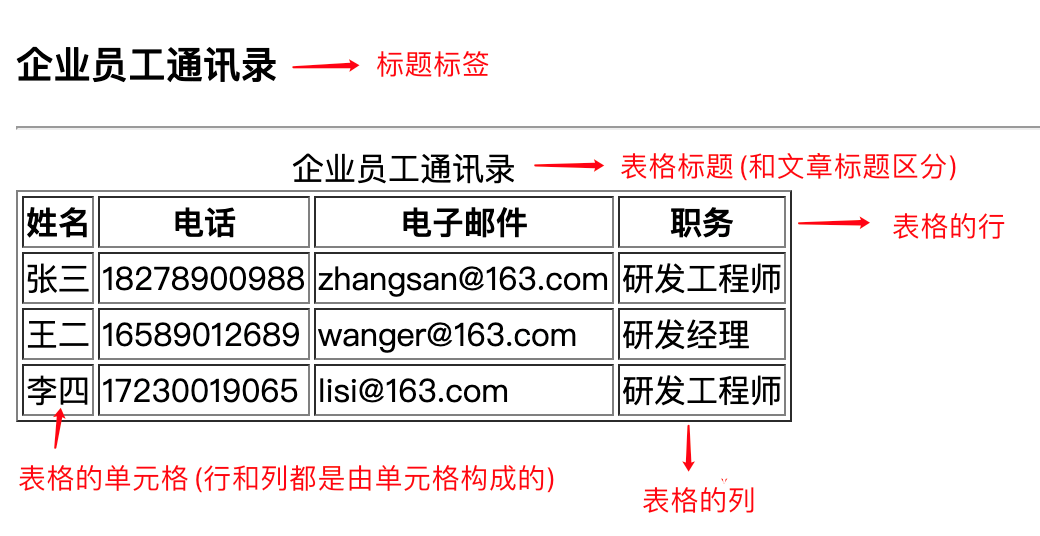 企业员工通讯录 标题标签
企业员工通讯录 表格标题 (和文章标题区分)
姓名 电话 电子邮件 职务 表格的行
张三 18278900988 zhangsan@163.com 研发工程师
王二 16589012689 wanger@163.com 研发经理
李四 17230019065 lisi@163.com 研发工程师
表格的单元格 (行和列都是由单元格构成的)
表格的列